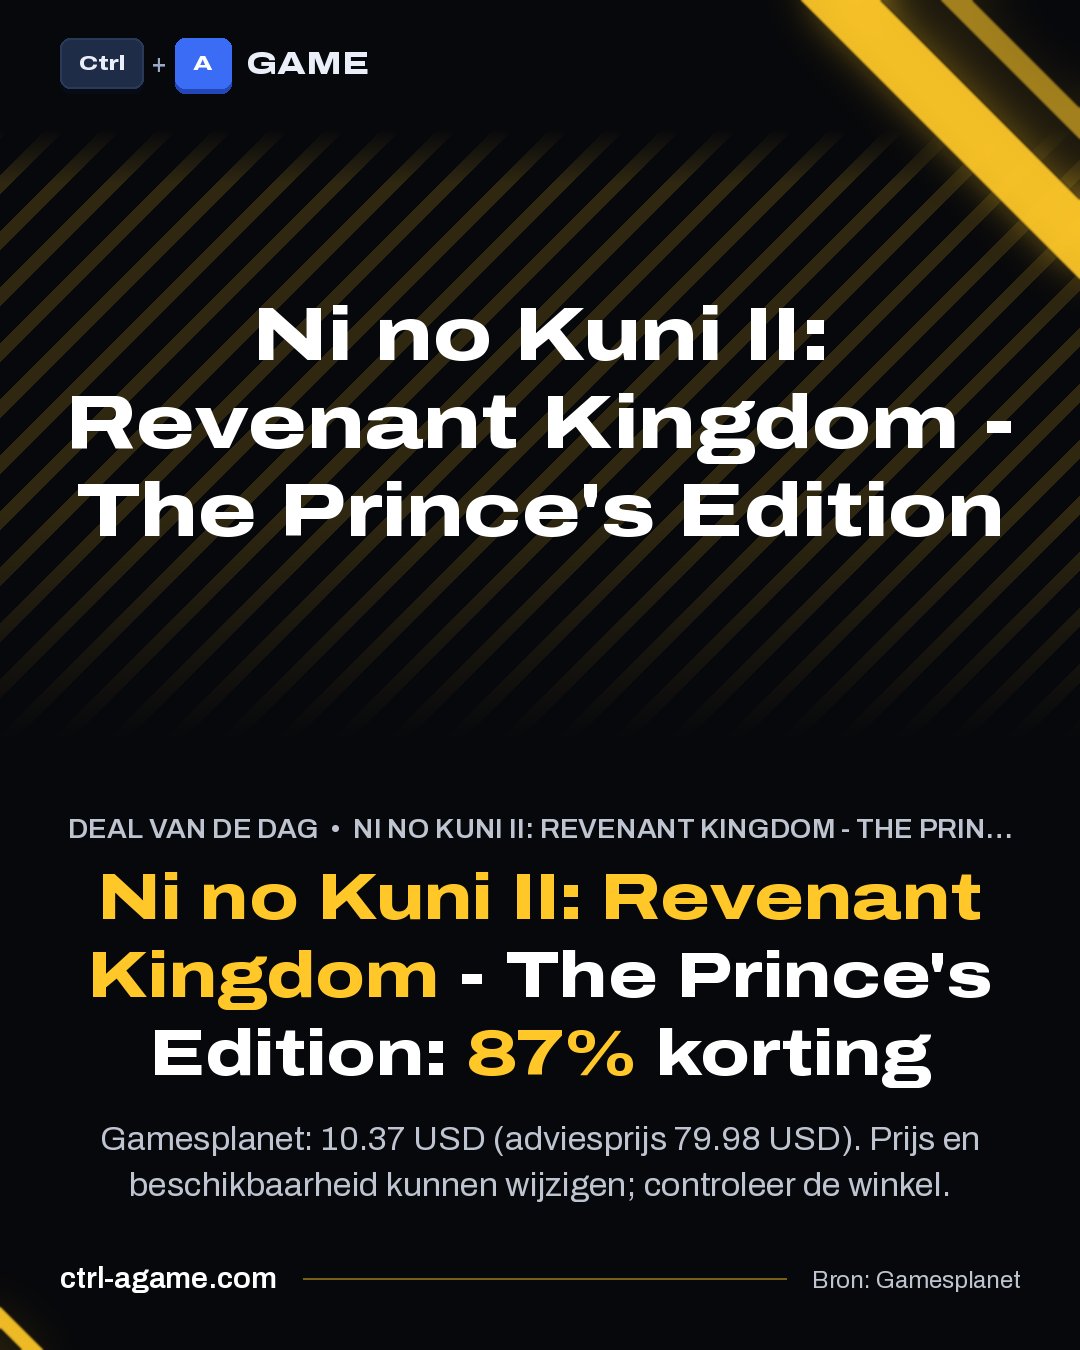 Ctrl + A GAME
Ni no Kuni II:
Revenant Kingdom -
The Prince's Edition
DEAL VAN DE DAG • NI NO KUNI II: REVENANT KINGDOM - THE PRIN...
Ni no Kuni II: Revenant
Kingdom - The Prince's
Edition: 87% korting
Gamesplanet: 10.37 USD (adviesprijs 79.98 USD). Prijs en
beschikbaarheid kunnen wijzigen; controleer de winkel.
ctrl-agame.com
Bron: Gamesplanet